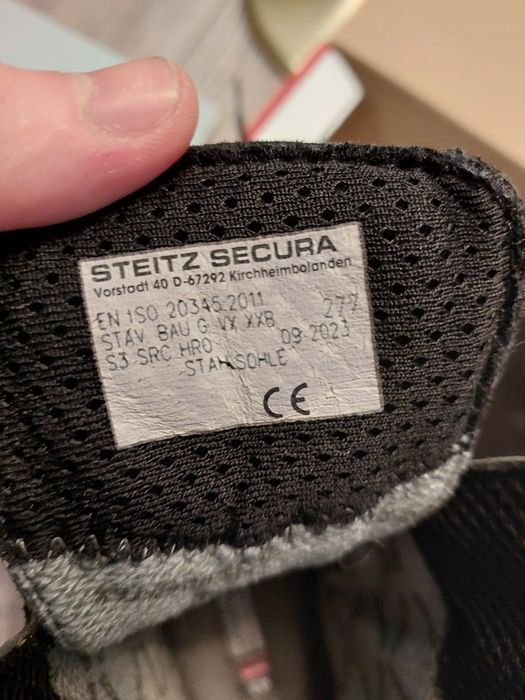 STEITZ SECURA
Vorstadt 40 D-67292 Kirchheimbolanden
EN ISO 20345:2011 277
STAV BAU G VX XXB
S3 SRC HRO 09-2023
STAHLSOHLE
CE